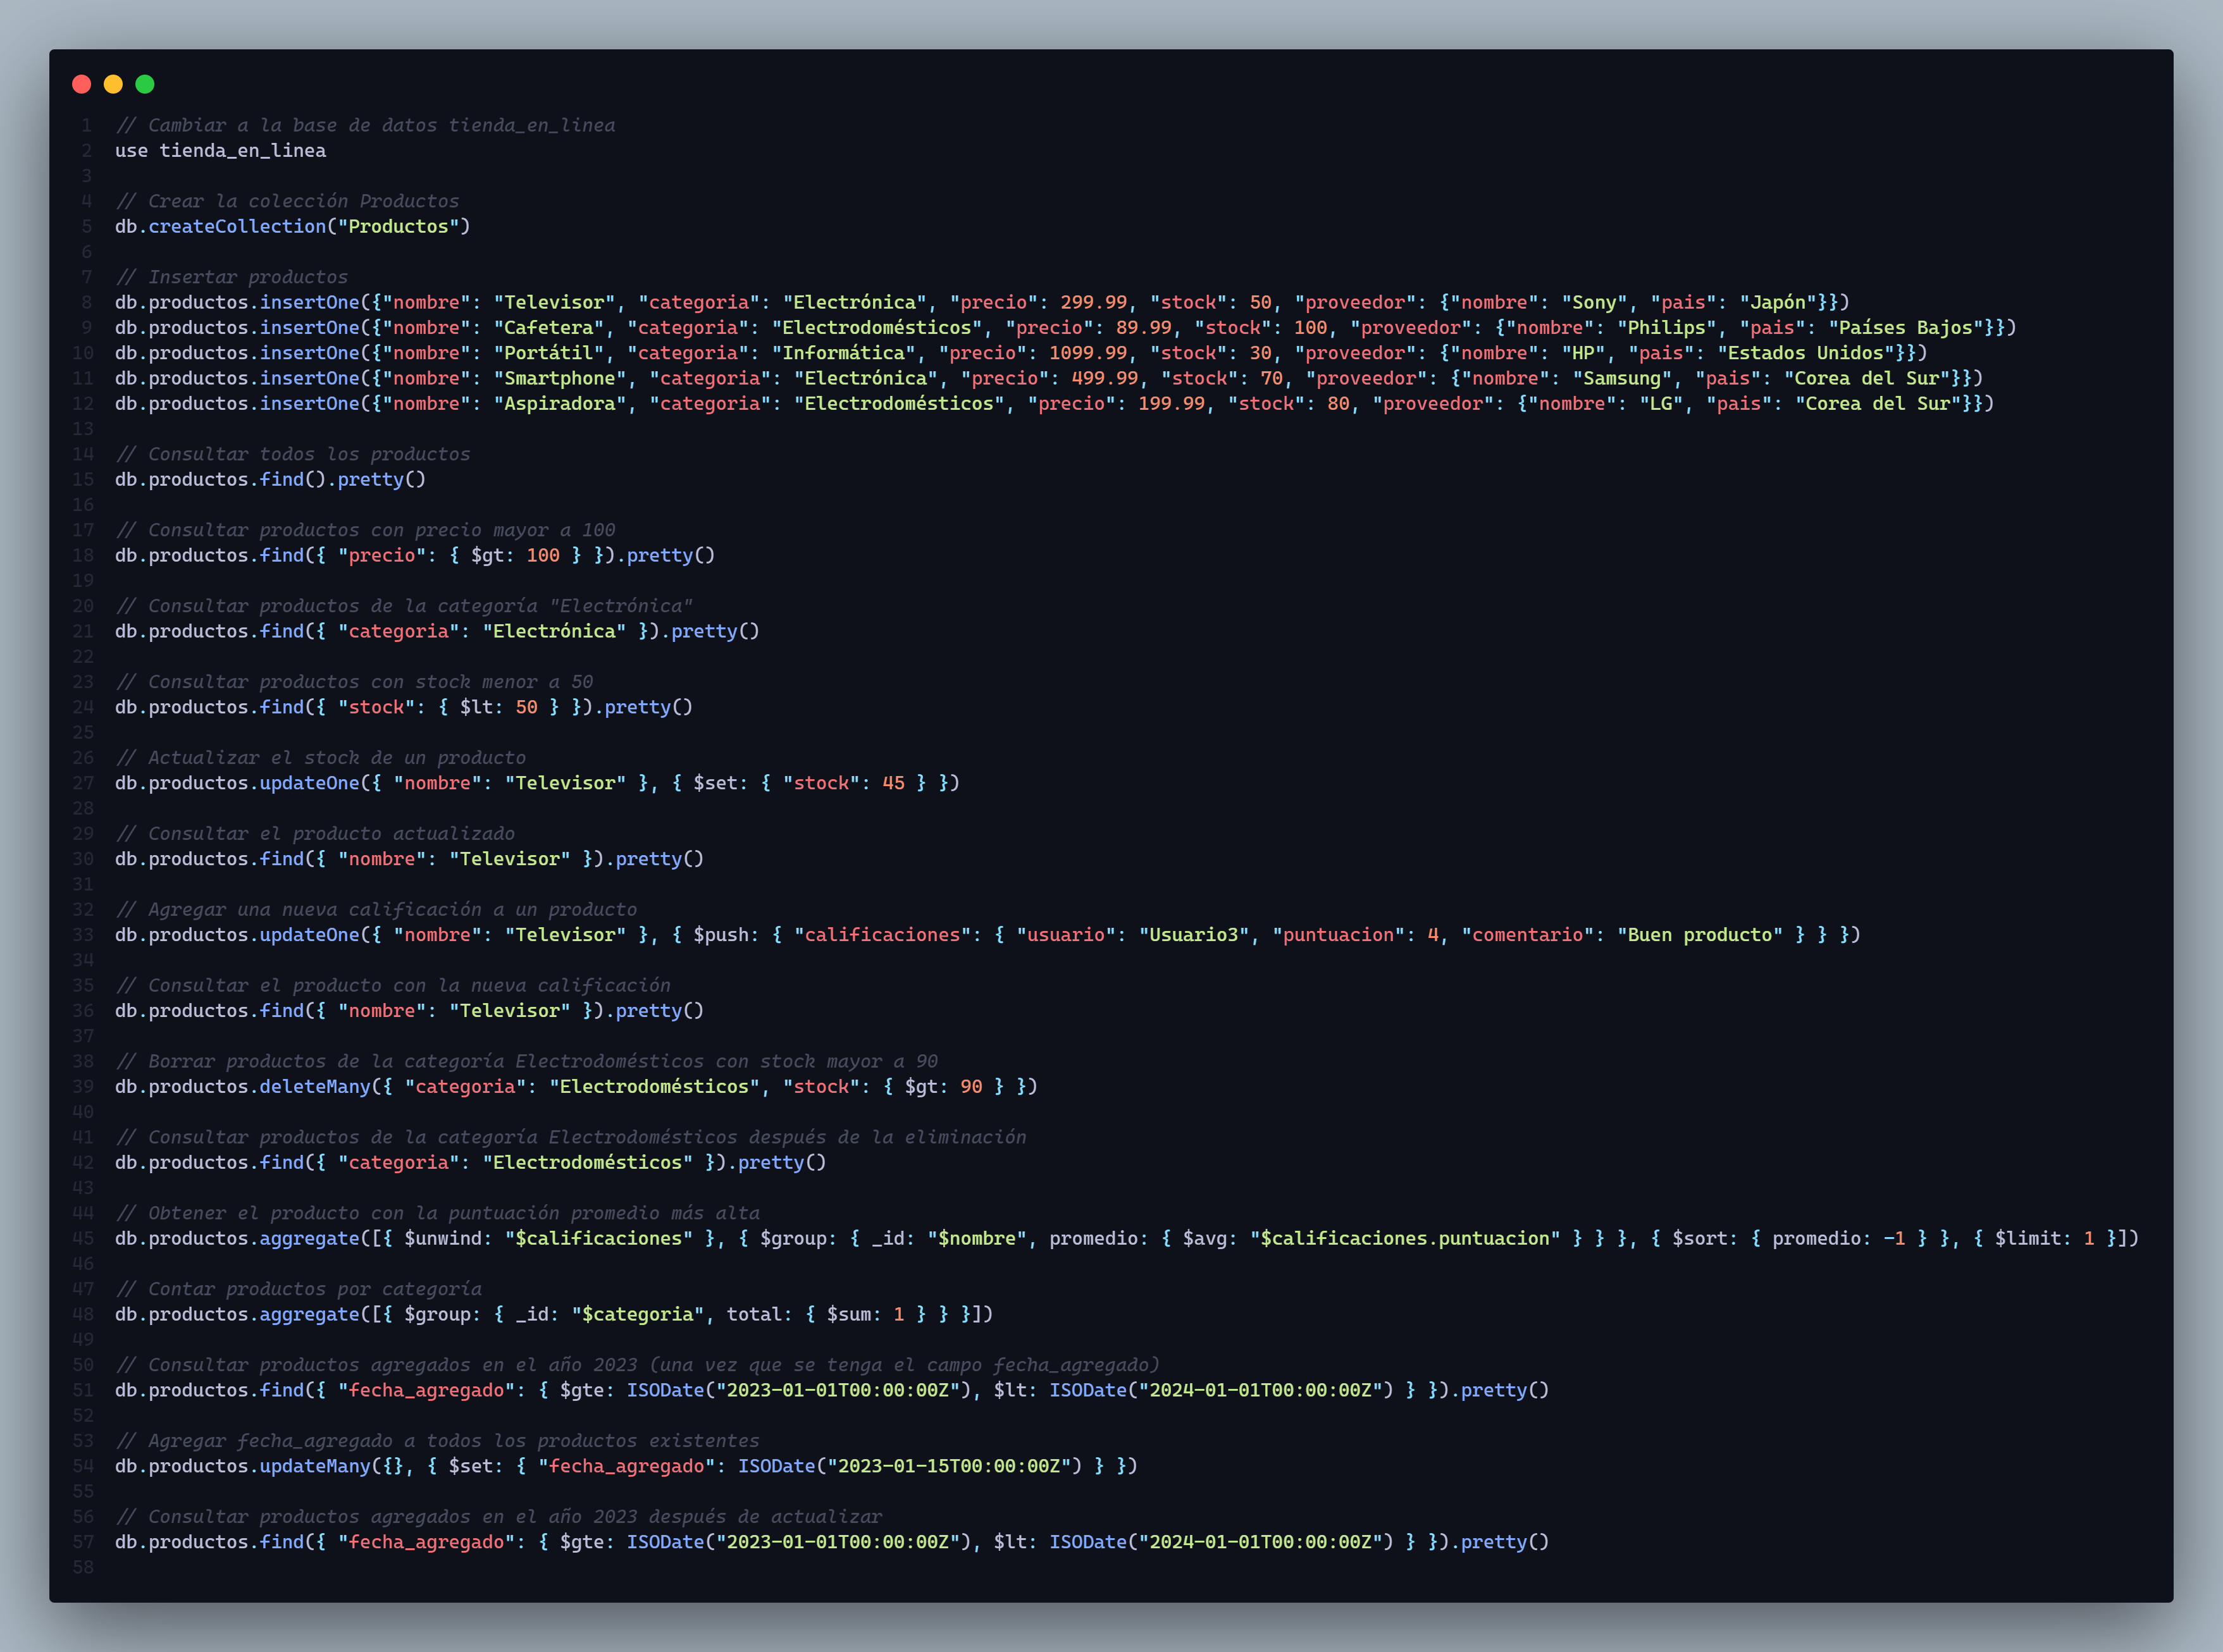 1 // Cambiar a la base de datos tienda_en_linea
2 use tienda_en_linea
3
4 // Crear la colección Productos
5 db.createCollection("Productos")
6
7 // Insertar productos
8 db.productos.insertOne({"nombre": "Televisor", "categoria": "Electrónica", "precio": 299.99, "stock": 50, "proveedor": {"nombre": "Sony", "pais": "Japón"}})
9 db.productos.insertOne({"nombre": "Cafetera", "categoria": "Electrodomésticos", "precio": 89.99, "stock": 100, "proveedor": {"nombre": "Philips", "pais": "Países Bajos"}})
10 db.productos.insertOne({"nombre": "Portátil", "categoria": "Informática", "precio": 1099.99, "stock": 30, "proveedor": {"nombre": "HP", "pais": "Estados Unidos"}})
11 db.productos.insertOne({"nombre": "Smartphone", "categoria": "Electrónica", "precio": 499.99, "stock": 70, "proveedor": {"nombre": "Samsung", "pais": "Corea del Sur"}})
12 db.productos.insertOne({"nombre": "Aspiradora", "categoria": "Electrodomésticos", "precio": 199.99, "stock": 80, "proveedor": {"nombre": "LG", "pais": "Corea del Sur"}})
13
14 // Consultar todos los productos
15 db.productos.find().pretty()
16
17 // Consultar productos con precio mayor a 100
18 db.productos.find({ "precio": { $gt: 100 } }).pretty()
19
20 // Consultar productos de la categoría "Electrónica"
21 db.productos.find({ "categoria": "Electrónica" }).pretty()
22
23 // Consultar productos con stock menor a 50
24 db.productos.find({ "stock": { $lt: 50 } }).pretty()
25
26 // Actualizar el stock de un producto
27 db.productos.updateOne({ "nombre": "Televisor" }, { $set: { "stock": 45 } })
28
29 // Consultar el producto actualizado
30 db.productos.find({ "nombre": "Televisor" }).pretty()
31
32 // Agregar una nueva calificación a un producto
33 db.productos.updateOne({ "nombre": "Televisor" }, { $push: { "calificaciones": { "usuario": "Usuario3", "puntuacion": 4, "comentario": "Buen producto" } } })
34
35 // Consultar el producto con la nueva calificación
36 db.productos.find({ "nombre": "Televisor" }).pretty()
37
38 // Borrar productos de la categoría Electrodomésticos con stock mayor a 90
39 db.productos.deleteMany({ "categoria": "Electrodomésticos", "stock": { $gt: 90 } })
40
41 // Consultar productos de la categoría Electrodomésticos después de la eliminación
42 db.productos.find({ "categoria": "Electrodomésticos" }).pretty()
43
44 // Obtener el producto con la puntuación promedio más alta
45 db.productos.aggregate([{ $unwind: "$calificaciones" }, { $group: { _id: "$nombre", promedio: { $avg: "$calificaciones.puntuacion" } } }, { $sort: { promedio: -1 } }, { $limit: 1 }])
46
47 // Contar productos por categoría
48 db.productos.aggregate([{ $group: { _id: "$categoria", total: { $sum: 1 } } }])
49
50 // Consultar productos agregados en el año 2023 (una vez que se tenga el campo fecha_agregado)
51 db.productos.find({ "fecha_agregado": { $gte: ISODate("2023-01-01T00:00:00Z"), $lt: ISODate("2024-01-01T00:00:00Z") } }).pretty()
52
53 // Agregar fecha_agregado a todos los productos existentes
54 db.productos.updateMany({}, { $set: { "fecha_agregado": ISODate("2023-01-15T00:00:00Z") } })
55
56 // Consultar productos agregados en el año 2023 después de actualizar
57 db.productos.find({ "fecha_agregado": { $gte: ISODate("2023-01-01T00:00:00Z"), $lt: ISODate("2024-01-01T00:00:00Z") } }).pretty()
58